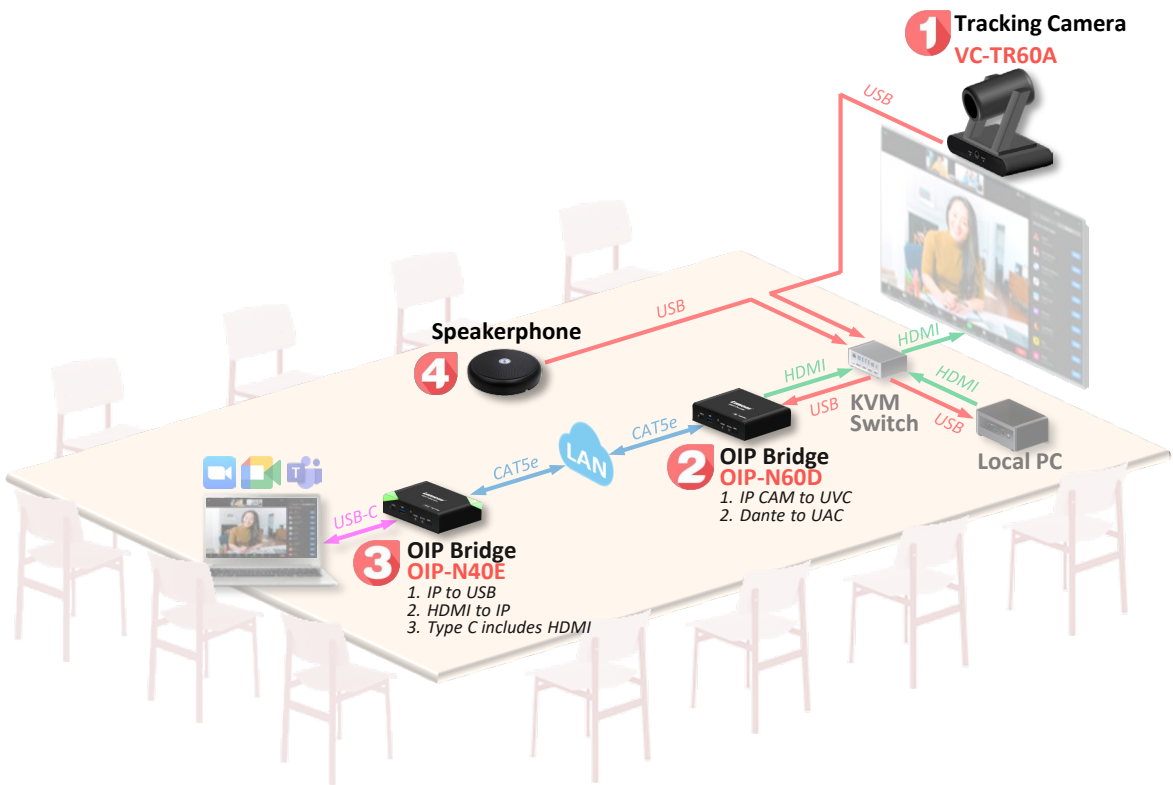 1
Tracking Camera
VC-TR60A
USB
USB
Speakerphone
4
HDMI
HDMI
HDMI
USB
USB
KVM
Switch
Local PC
CAT5e
LAN
CAT5e
2
OIP Bridge
OIP-N60D
1. IP CAM to UVC
2. Dante to UAC
USB-C
3
OIP Bridge
OIP-N40E
1. IP to USB
2. HDMI to IP
3. Type C includes HDMI